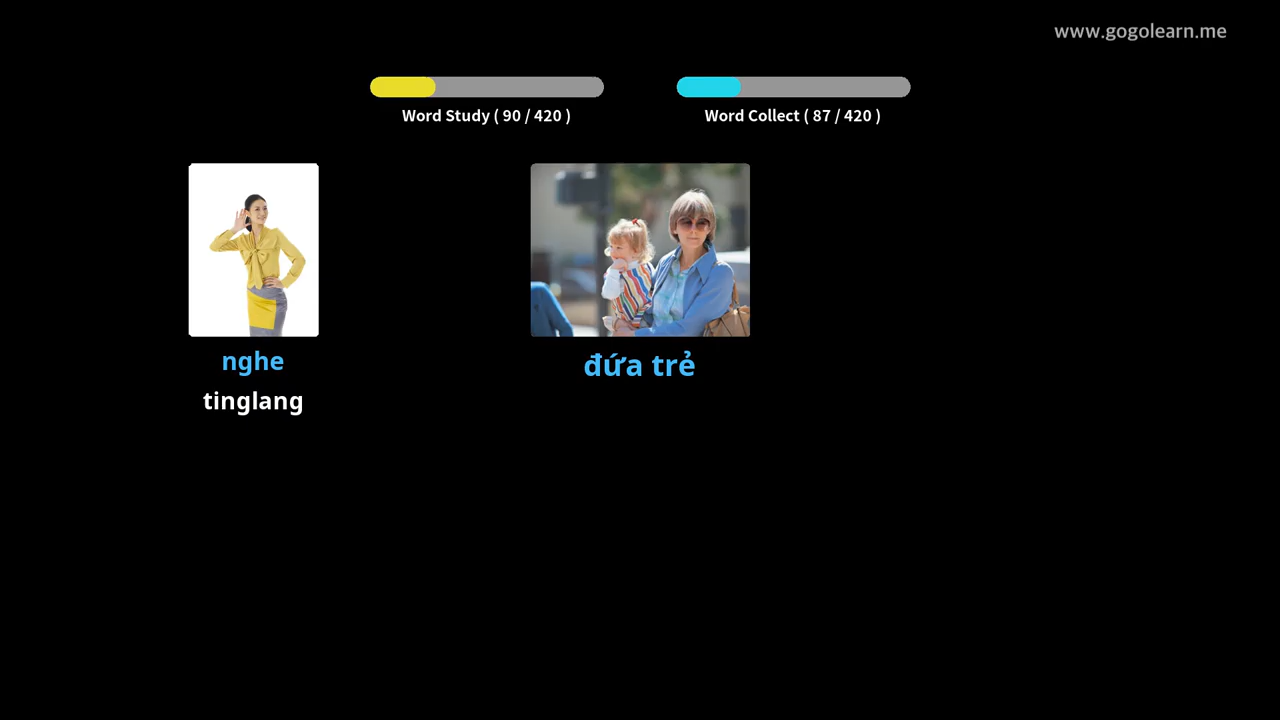 www.gogolearn.me
Word Study ( 90 / 420 )
Word Collect ( 87 / 420 )
nghe
tinglang
đứa trẻ